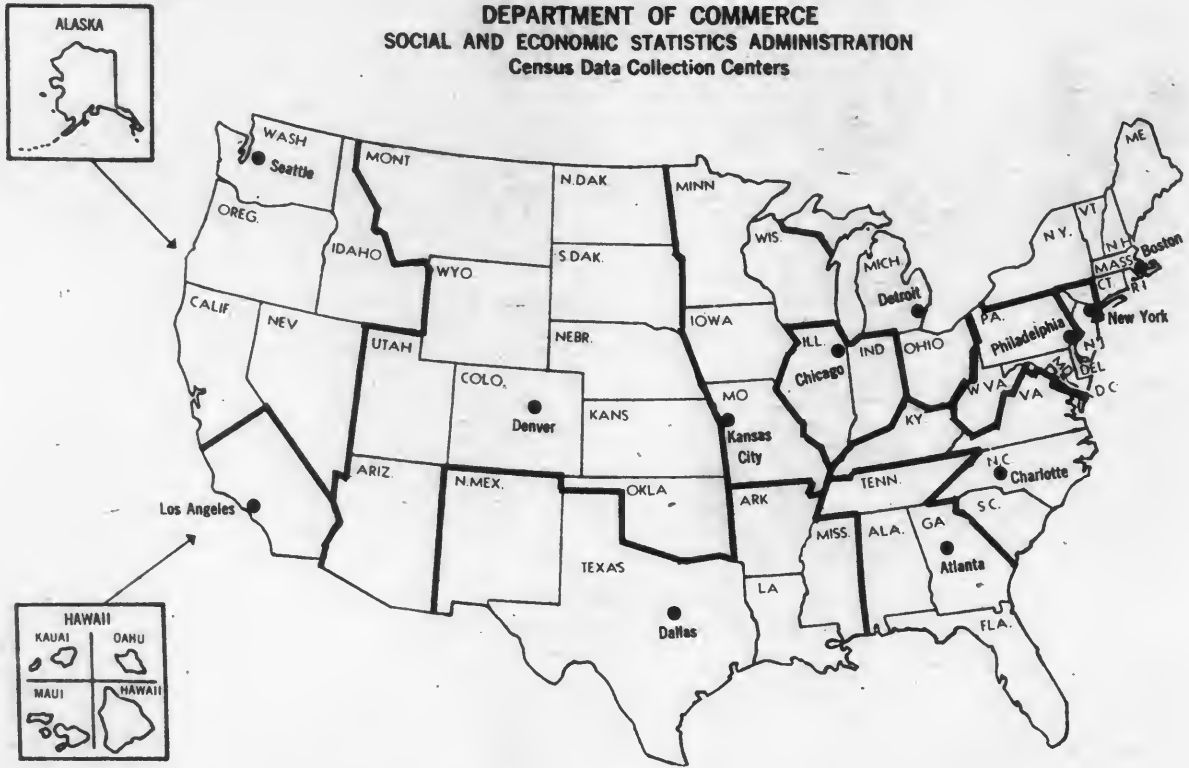 DEPARTMENT OF COMMERCE
SOCIAL AND ECONOMIC STATISTICS ADMINISTRATION
Census Data Collection Centers
ALASKA
WASH
Seattle
MONT
N.DAK.
MINN
ME
OREG.
IDAHO
S.DAK.
WIS.
MICH.
N.Y.
VT
N H
Boston
MASS
WYO.
Detroit
CT
R I
CALIF
NEV
UTAH
NEBR.
IOWA
ILL.
Chicago
IND
OHIO
PA.
Philadelphia
New York
N J
COLO.
Denver
KANS
MO
Kansas
City
KY.
W VA
VA
MD
DEL
D C
Los Angeles
ARIZ.
N.MEX.
OKLA
ARK
TENN.
N.C.
Charlotte
S C.
TEXAS
Dallas
LA
MISS.
ALA.
GA
Atlanta
FLA.
HAWAII
KAUAI
OAHU
MAUI
HAWAII